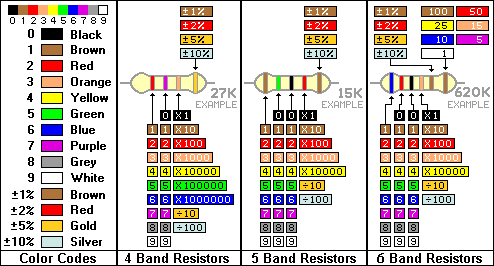 0 1 2 3 4 5 6 7 8 9
0 Black
1 Brown
2 Red
3 Orange
4 Yellow
5 Green
6 Blue
7 Purple
8 Grey
9 White
±1% Brown
±2% Red
±5% Gold
±10% Silver
Color Codes
±1%
±2%
±5%
±10%
27K
EXAMPLE
0 X1
1 1 X10
2 2 X100
3 3 X1000
4 4 X10000
5 5 X100000
6 6 X1000000
7 7 ÷10
8 8 ÷100
9 9
4 Band Resistors
±1%
±2%
±5%
±10%
15K
EXAMPLE
0 0 X1
1 1 1 X10
2 2 2 X100
3 3 3 X1000
4 4 4 X10000
5 5 5 ÷10
6 6 6 ÷100
7 7 7
8 8 8
9 9 9
5 Band Resistors
±1% 100 50
±2% 25 15
±5% 10 5
±10% 1
620K
EXAMPLE
0 0 X1
1 1 1 X10
2 2 2 X100
3 3 3 X1000
4 4 4 X10000
5 5 5 ÷10
6 6 6 ÷100
7 7 7
8 8 8
9 9 9
6 Band Resistors